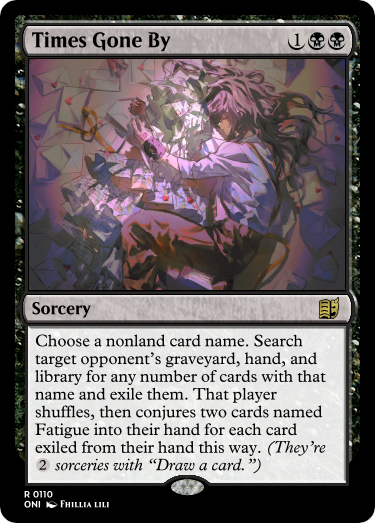 Times Gone By 1
Sorcery
Choose a nonland card name. Search
target opponent's graveyard, hand, and
library for any number of cards with that
name and exile them. That player
shuffles, then conjures two cards named
Fatigue into their hand for each card
exiled from their hand this way. (They're
2 sorceries with “Draw a card.”)
R 0110
ONI Fhillia lili